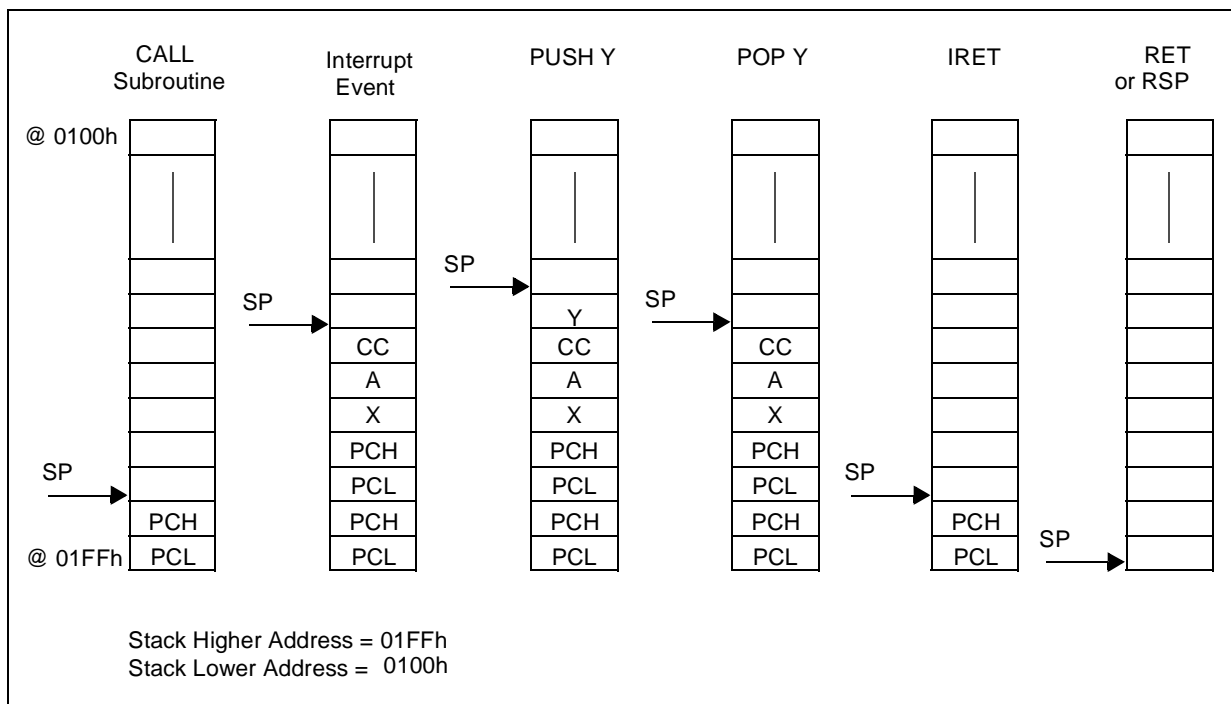 CALL
Subroutine
Interrupt
Event
PUSH Y
POP Y
IRET
RET
or RSP
@ 0100h
SP
SP
SP
Y
CC
CC
CC
A
A
A
X
X
X
PCH
PCH
PCH
SP
SP
PCL
PCL
PCL
PCH
PCH
PCH
PCH
PCH
SP
@ 01FFh
PCL
PCL
PCL
PCL
PCL
Stack Higher Address = 01FFh
Stack Lower Address = 0100h